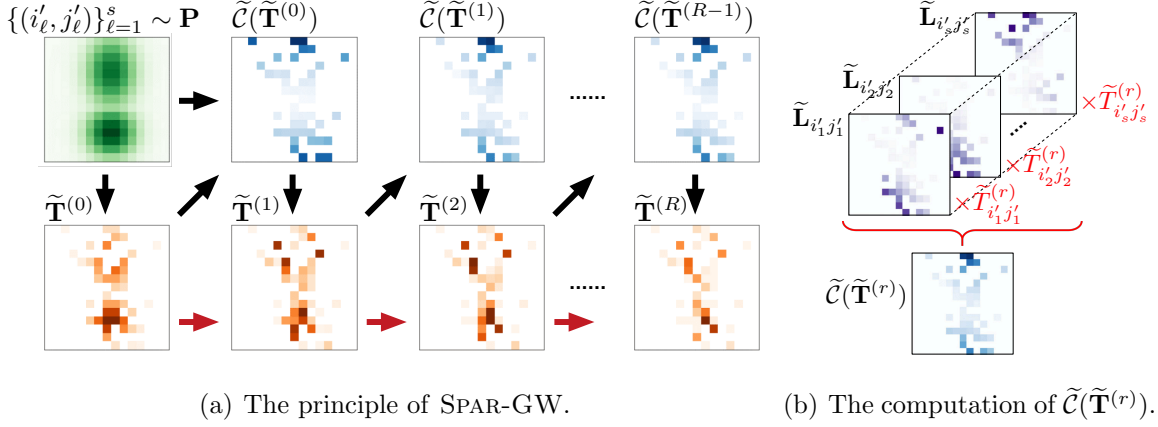 {(i′_ℓ, j′_ℓ)}^s_{ℓ=1} ∼ P
C̃(T̃^(0))
C̃(T̃^(1))
C̃(T̃^(R−1))
......
T̃^(0)
T̃^(1)
T̃^(2)
T̃^(R)
......
(a) The principle of SPAR-GW.
L̃_{i′_s j′_s}
L̃_{i′_2 j′_2}
L̃_{i′_1 j′_1}
×T̃^(r)_{i′_s j′_s}
....
×T̃^(r)_{i′_2 j′_2}
×T̃^(r)_{i′_1 j′_1}
C̃(T̃^(r))
(b) The computation of C̃(T̃^(r)).